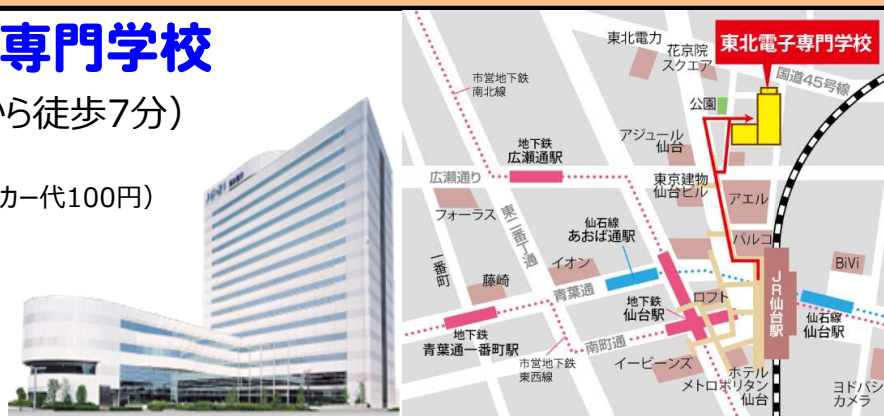 専門学校
ら徒歩7分）
カー代100円）
東北電力
花京院
スクエア
東北電子専門学校
国道45号線
市営地下鉄
南北線
公園
アジュール
仙台
地下鉄
広瀬通駅
広瀬通り
東京建物
仙台ビル
アエル
フォーラス
東二番丁通
仙石線
あおば通駅
パルコ
一番町
藤崎
イオン
青葉通
BiVi
ロフト
JR仙台駅
地下鉄
仙台駅
仙石線
仙台駅
地下鉄
青葉通一番町駅
南町通
市営地下鉄
東西線
イービーンズ
ホテル
メトロポリタン
仙台
ヨドバシ
カメラ